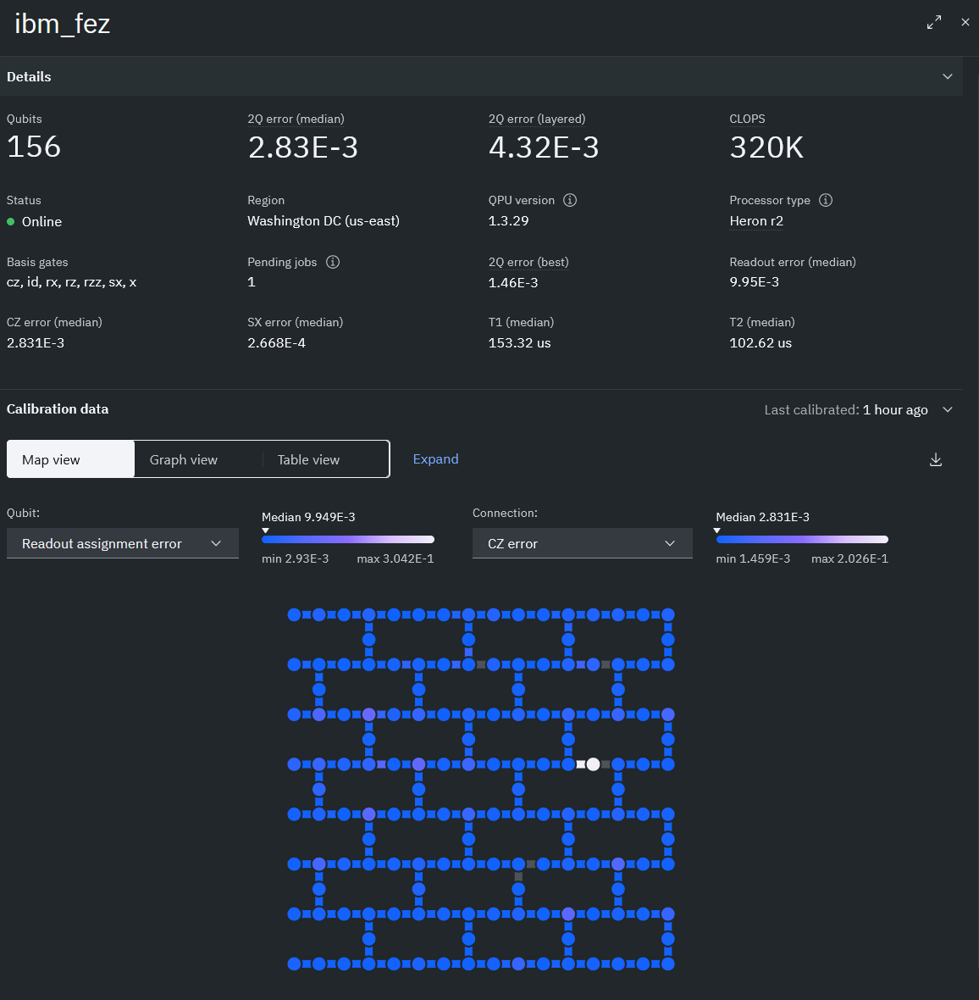 ibm_fez
Details
Qubits 2Q error (median) 2Q error (layered) CLOPS
156 2.83E-3 4.32E-3 320K
Status Region QPU version Processor type
Online Washington DC (us-east) 1.3.29 Heron r2
Basis gates Pending jobs 2Q error (best) Readout error (median)
cz, id, rx, rz, rzz, sx, x 1 1.46E-3 9.95E-3
CZ error (median) SX error (median) T1 (median) T2 (median)
2.831E-3 2.668E-4 153.32 us 102.62 us
Calibration data Last calibrated: 1 hour ago
Map view Graph view Table view Expand
Qubit: Median 9.949E-3 Connection: Median 2.831E-3
Readout assignment error CZ error
min 2.93E-3 max 3.042E-1 min 1.459E-3 max 2.026E-1